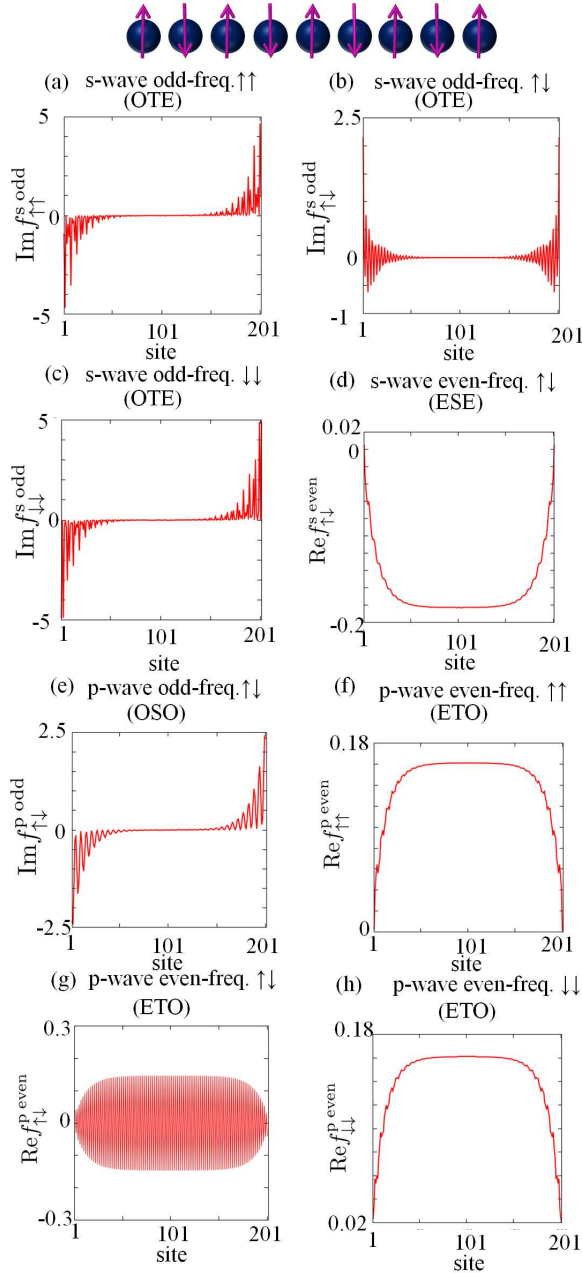 (a) s-wave odd-freq.↑↑ (OTE)
5
0
-5
Im f^{s odd}_{↑↑}
1 101 201
site
(b) s-wave odd-freq. ↑↓ (OTE)
2.5
0
-1
Im f^{s odd}_{↑↓}
1 101 201
site
(c) s-wave odd-freq. ↓↓ (OTE)
5
0
-5
Im f^{s odd}_{↓↓}
1 101 201
site
(d) s-wave even-freq.↑↓ (ESE)
0.02
0
-0.2
Re f^{s even}_{↑↓}
1 101 201
site
(e) p-wave odd-freq.↑↓ (OSO)
2.5
0
-2.5
Im f^{p odd}_{↑↓}
1 101 201
site
(f) p-wave even-freq. ↑↑ (ETO)
0.18
0
Re f^{p even}_{↑↑}
1 101 201
site
(g) p-wave even-freq. ↑↓ (ETO)
0.3
0
-0.3
Re f^{p even}_{↑↓}
1 101 201
site
(h) p-wave even-freq. ↓↓ (ETO)
0.18
0.02
Re f^{p even}_{↓↓}
1 101 201
site